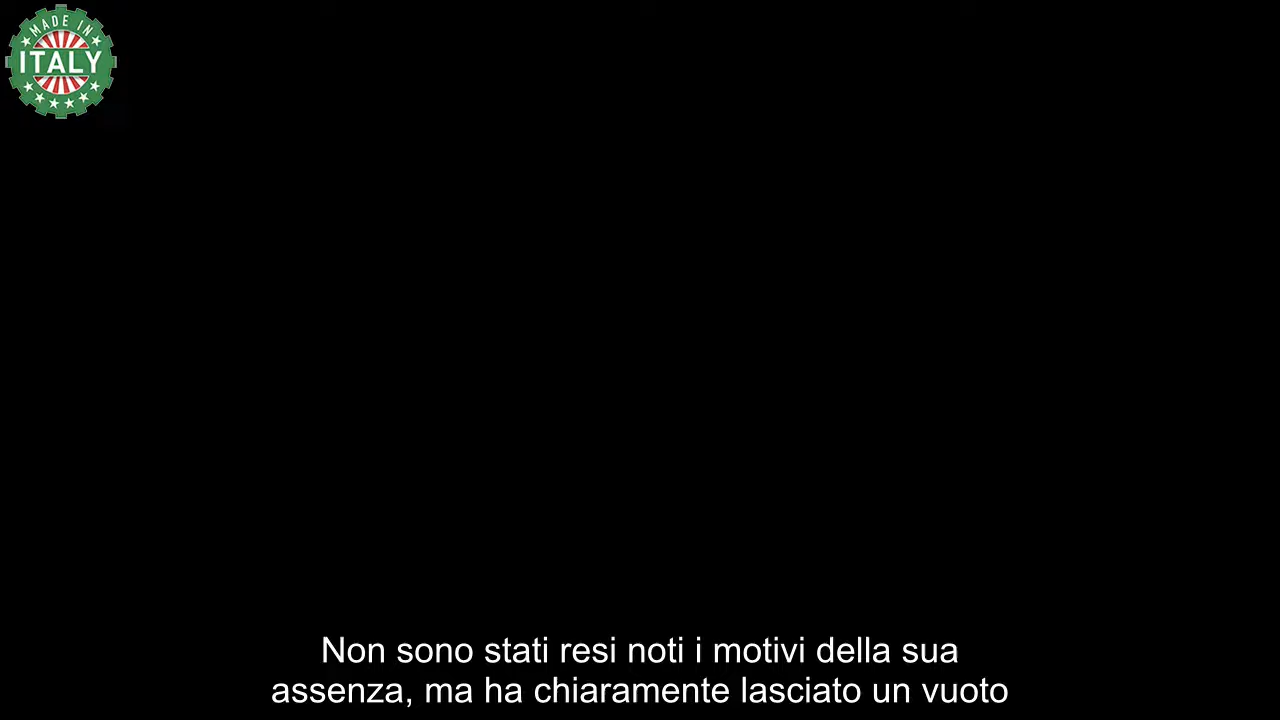 MADE IN
ITALY
Non sono stati resi noti i motivi della sua
assenza, ma ha chiaramente lasciato un vuoto